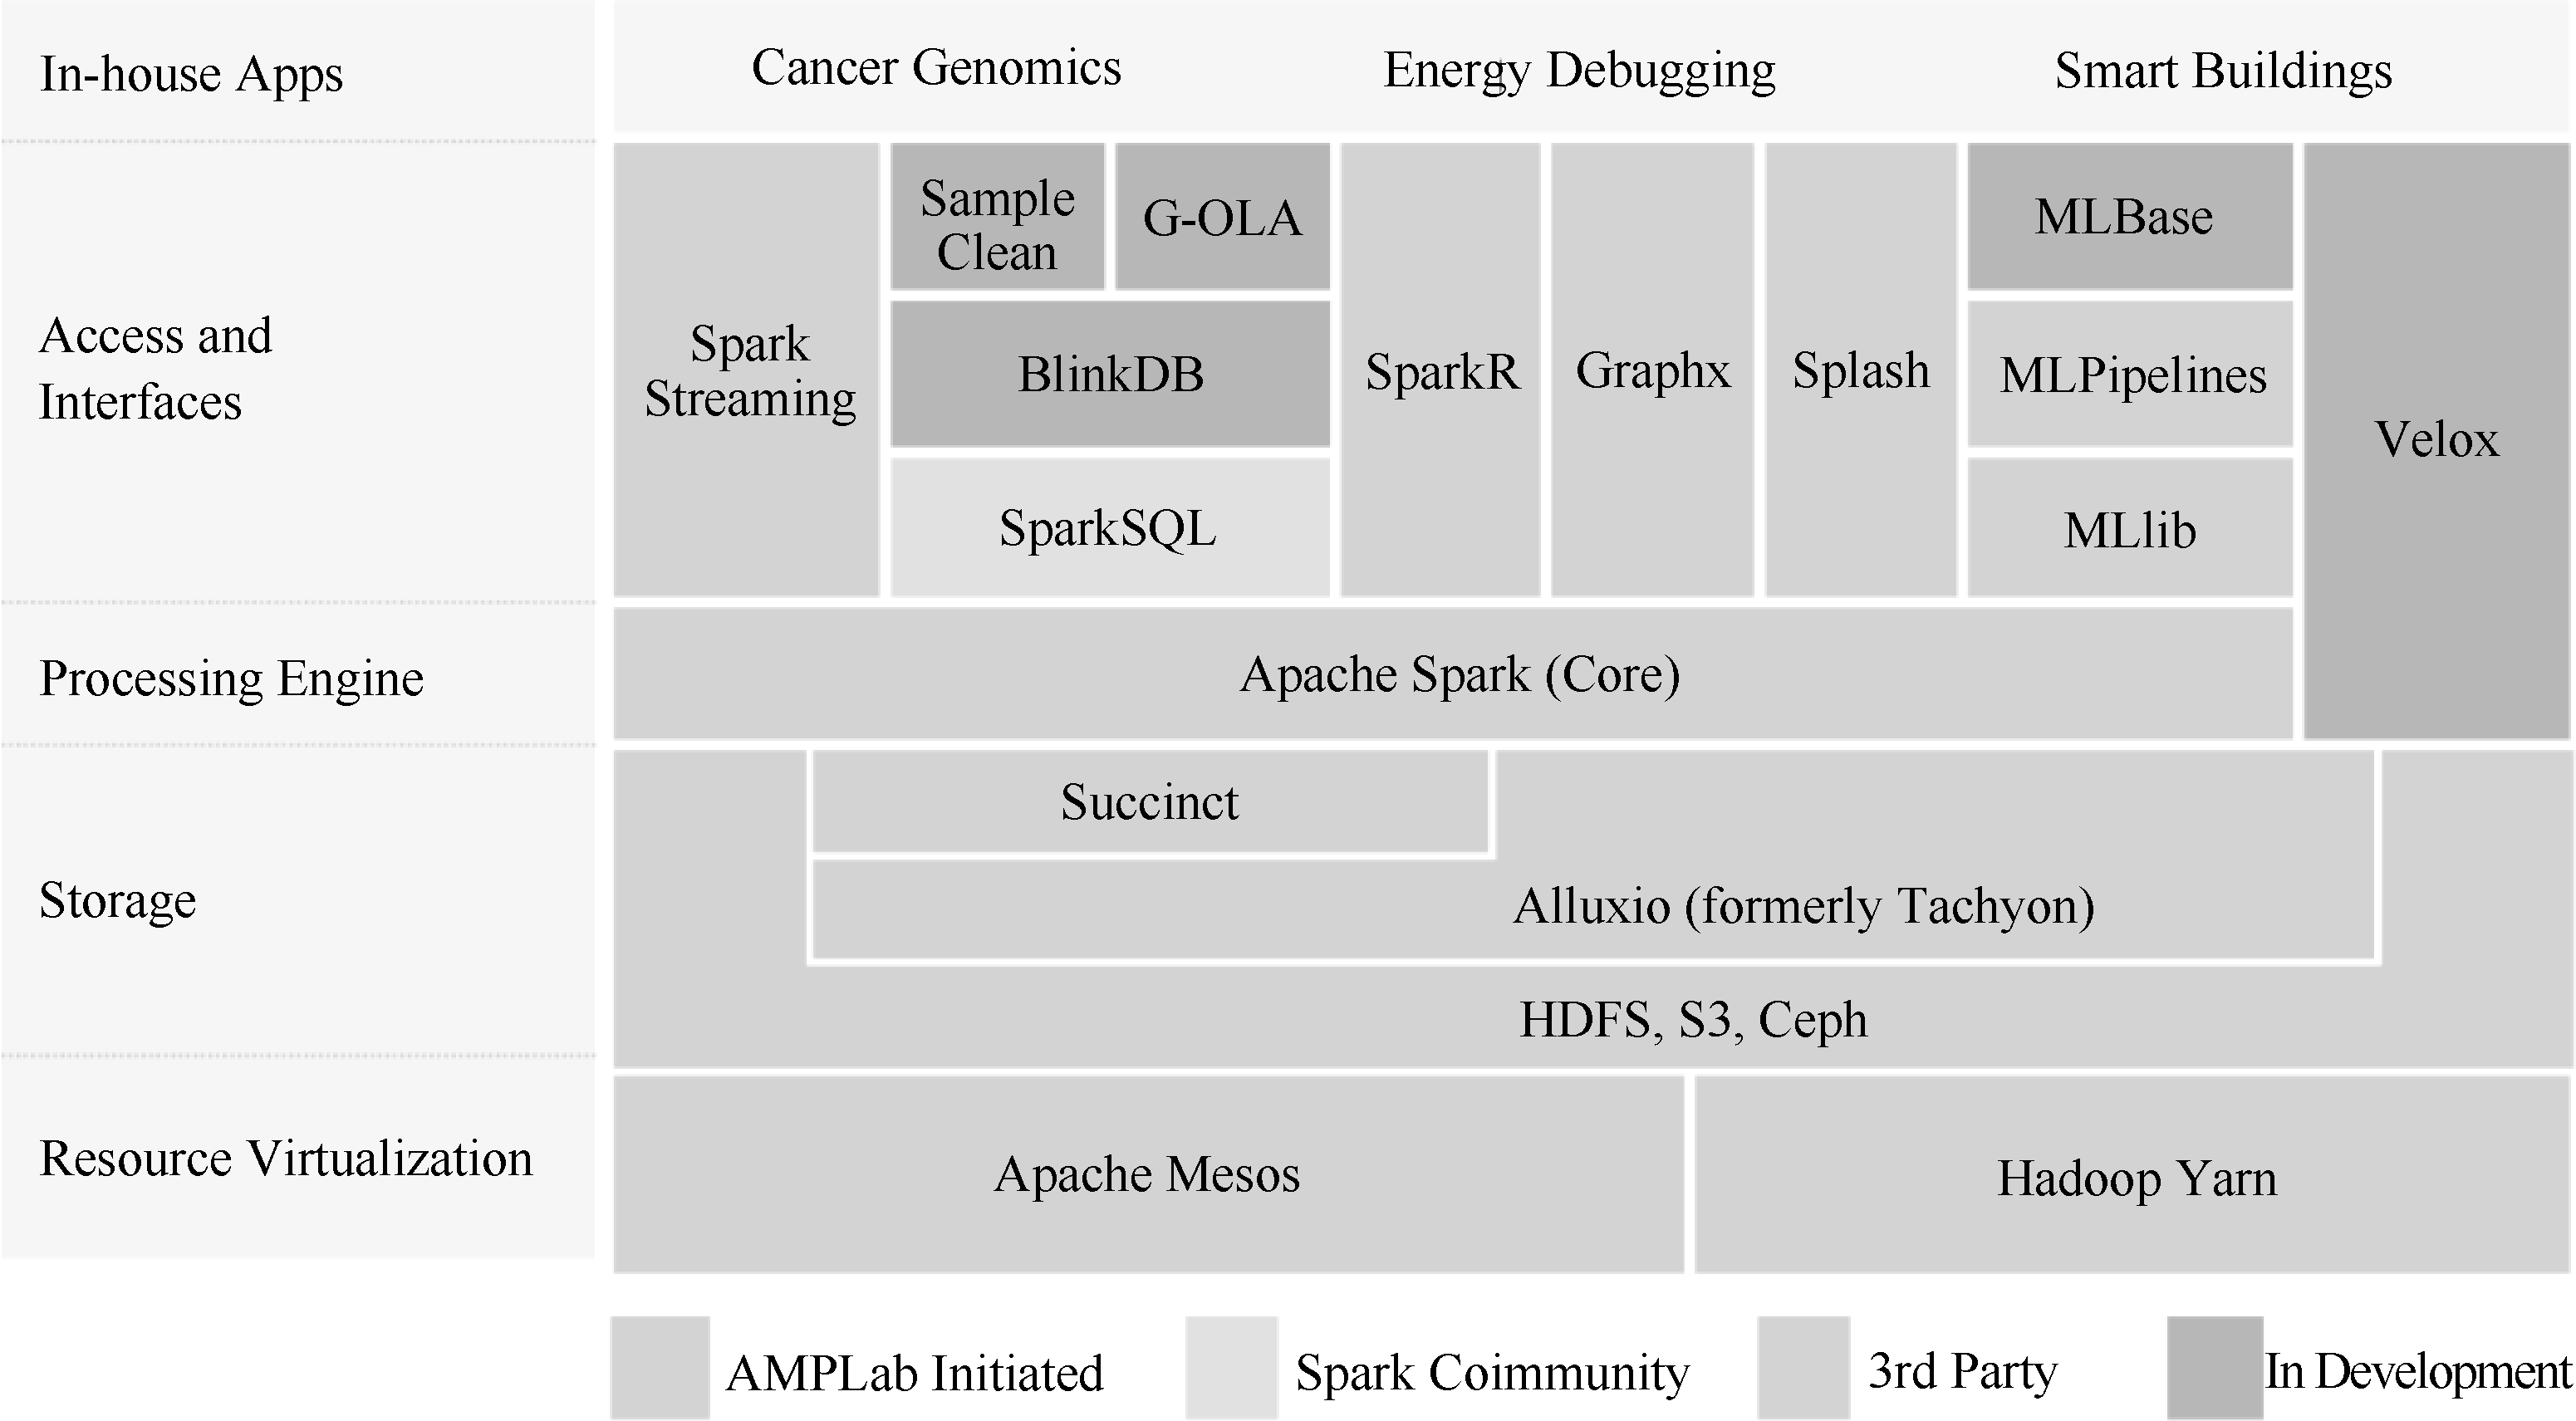 In-house Apps
Cancer Genomics
Energy Debugging
Smart Buildings
Access and
Interfaces
Spark
Streaming
Sample
Clean
G-OLA
BlinkDB
SparkSQL
SparkR
Graphx
Splash
MLBase
MLPipelines
MLlib
Velox
Processing Engine
Apache Spark (Core)
Storage
Succinct
Alluxio (formerly Tachyon)
HDFS, S3, Ceph
Resource Virtualization
Apache Mesos
Hadoop Yarn
AMPLab Initiated
Spark Coimmunity
3rd Party
In Development